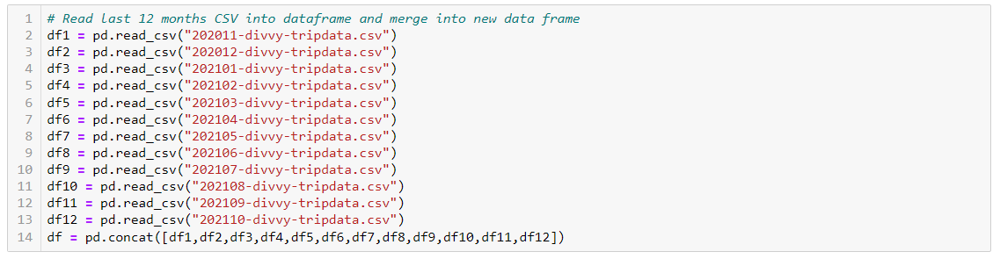 1 # Read last 12 months CSV into dataframe and merge into new data frame
2 df1 = pd.read_csv("202011-divvy-tripdata.csv")
3 df2 = pd.read_csv("202012-divvy-tripdata.csv")
4 df3 = pd.read_csv("202101-divvy-tripdata.csv")
5 df4 = pd.read_csv("202102-divvy-tripdata.csv")
6 df5 = pd.read_csv("202103-divvy-tripdata.csv")
7 df6 = pd.read_csv("202104-divvy-tripdata.csv")
8 df7 = pd.read_csv("202105-divvy-tripdata.csv")
9 df8 = pd.read_csv("202106-divvy-tripdata.csv")
10 df9 = pd.read_csv("202107-divvy-tripdata.csv")
11 df10 = pd.read_csv("202108-divvy-tripdata.csv")
12 df11 = pd.read_csv("202109-divvy-tripdata.csv")
13 df12 = pd.read_csv("202110-divvy-tripdata.csv")
14 df = pd.concat([df1,df2,df3,df4,df5,df6,df7,df8,df9,df10,df11,df12])